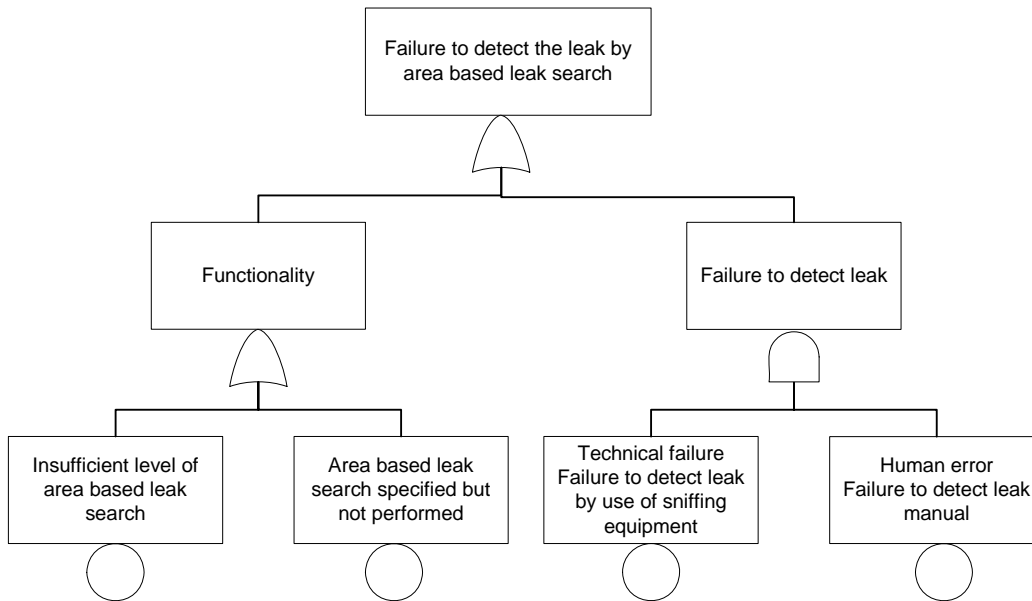 Failure to detect the leak by
area based leak search
Functionality
Failure to detect leak
Insufficient level of
area based leak
search
Area based leak
search specified but
not performed
Technical failure
Failure to detect leak
by use of sniffing
equipment
Human error
Failure to detect leak
manual